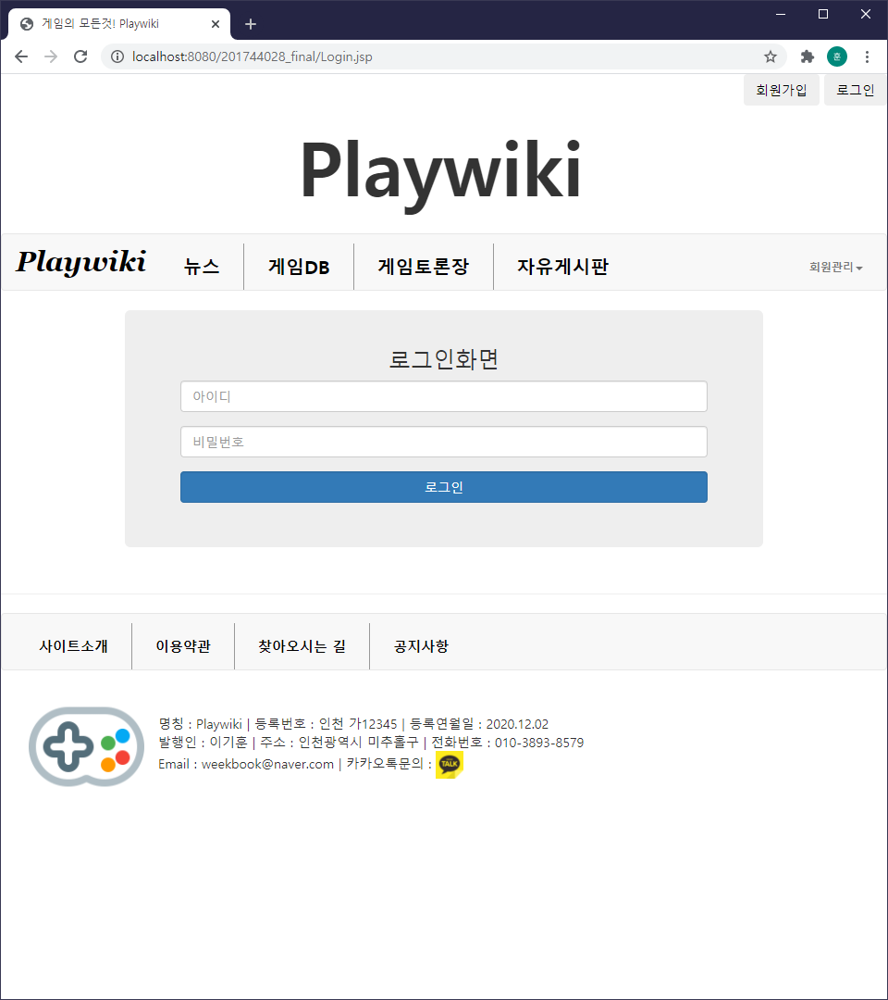 게임의 모든것! Playwiki
localhost:8080/201744028_final/Login.jsp
훈
회원가입 로그인
Playwiki
Playwiki 뉴스 게임DB 게임토론장 자유게시판 회원관리
로그인화면
아이디
비밀번호
로그인
사이트소개 이용약관 찾아오시는 길 공지사항
명칭 : Playwiki | 등록번호 : 인천 가12345 | 등록연월일 : 2020.12.02
발행인 : 이기훈 | 주소 : 인천광역시 미추홀구 | 전화번호 : 010-3893-8579
Email : weekbook@naver.com | 카카오톡문의 :
TALK